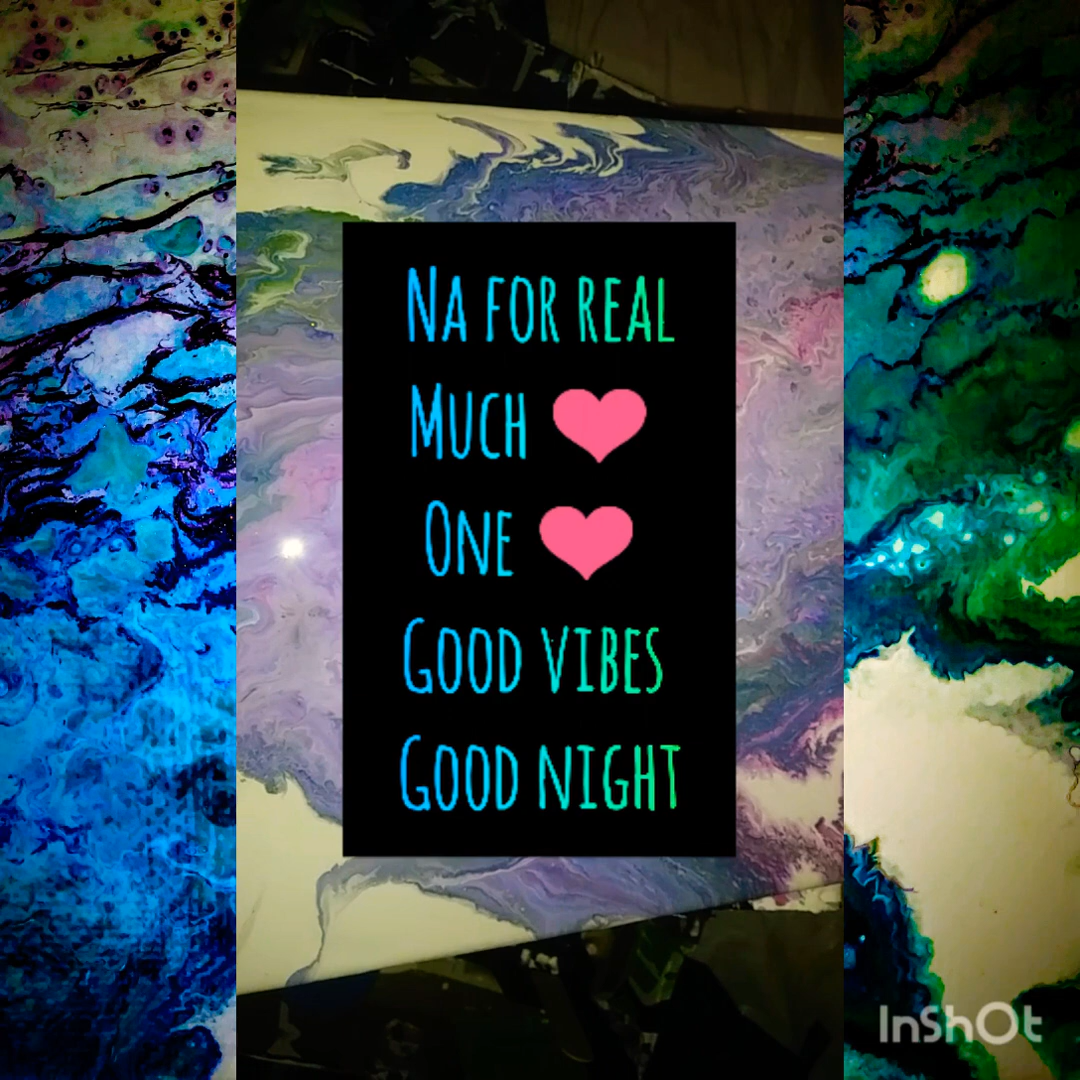 Na for real
Much ❤
One ❤
Good vibes
Good night
InShOt